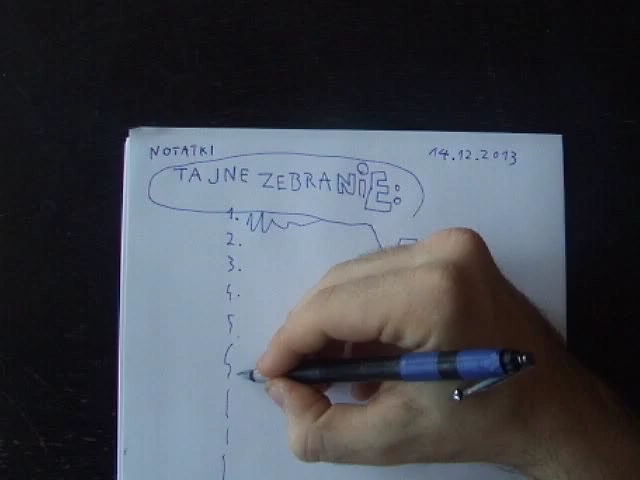 NOTATKI 14.12.2013
TAJNE ZEBRANiE:
1.
2.
3.
4.
5.